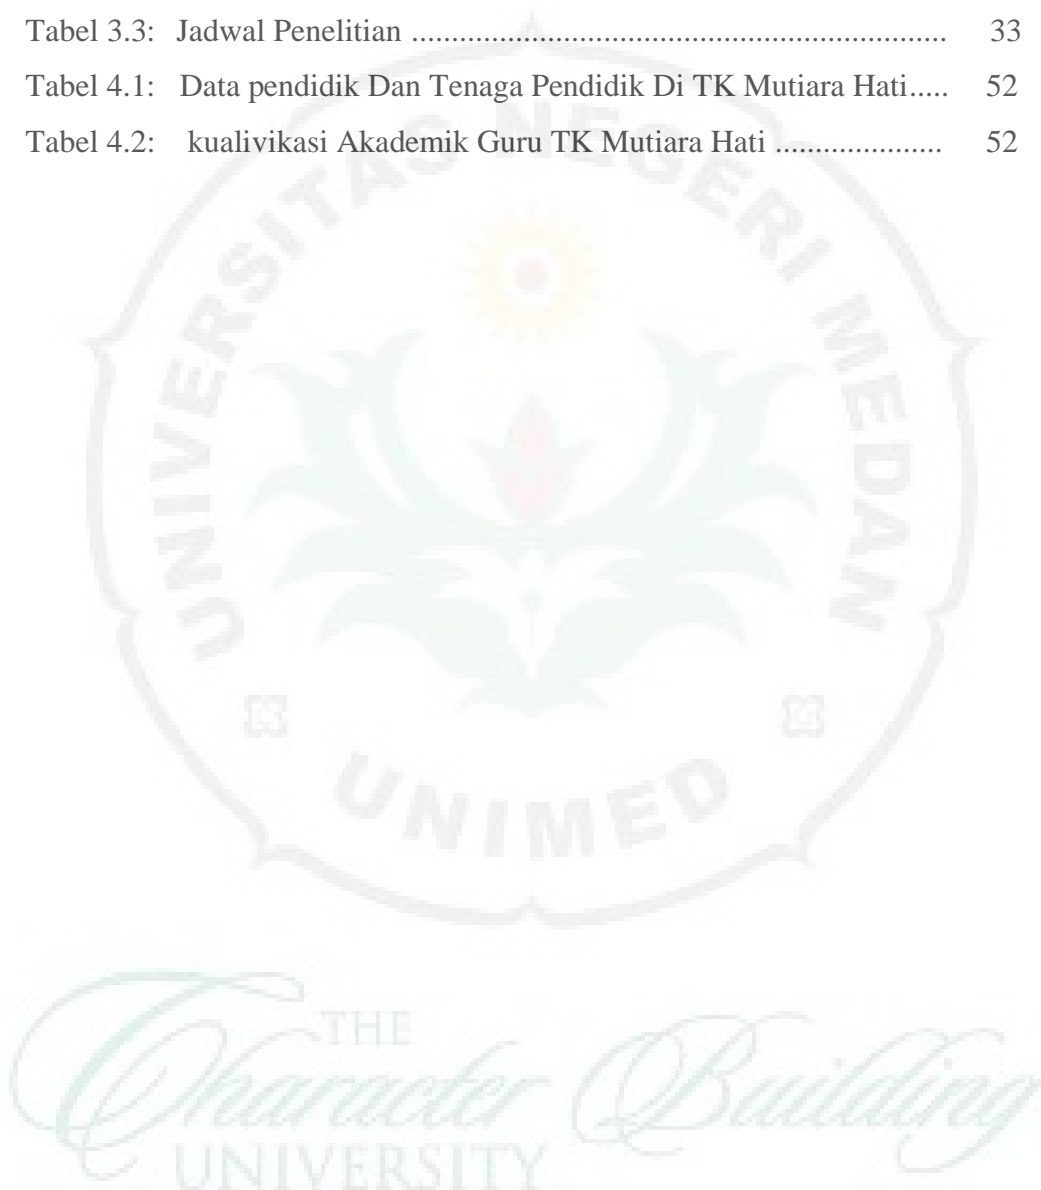 Tabel 3.3: Jadwal Penelitian .................................................................... 33
Tabel 4.1: Data pendidik Dan Tenaga Pendidik Di TK Mutiara Hati..... 52
Tabel 4.2: kualivikasi Akademik Guru TK Mutiara Hati ..................... 52
UNIVERSITAS NEGERI MEDAN
UNIMED
THE
Character Building
UNIVERSITY